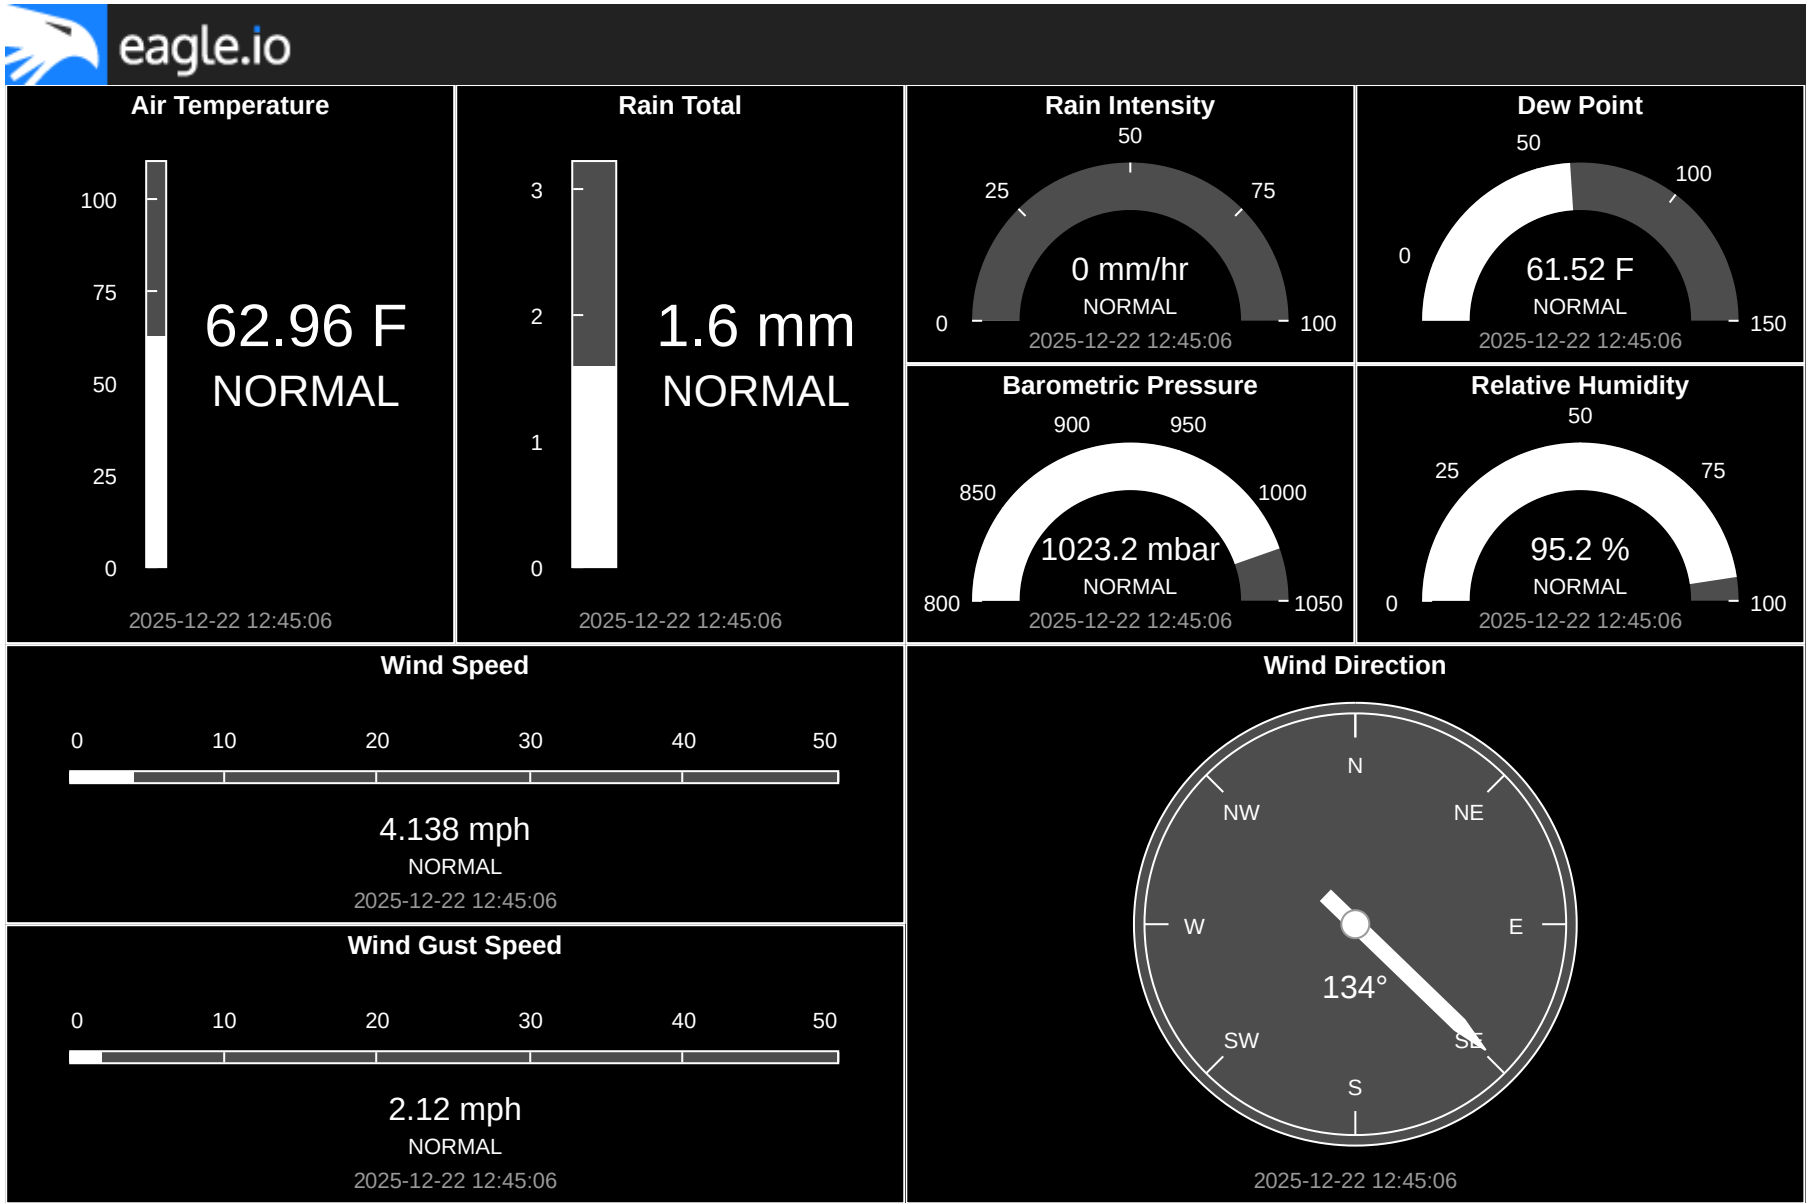 eagle.io
Air Temperature
100
75
50
25
0
62.96 F
NORMAL
2025-12-22 12:45:06
Rain Total
3
2
1
0
1.6 mm
NORMAL
2025-12-22 12:45:06
Rain Intensity
50
25 75
0 100
0 mm/hr
NORMAL
2025-12-22 12:45:06
Dew Point
50
100
0
150
61.52 F
NORMAL
2025-12-22 12:45:06
Barometric Pressure
900 950
850 1000
800 1050
1023.2 mbar
NORMAL
2025-12-22 12:45:06
Relative Humidity
50
25 75
0 100
95.2 %
NORMAL
2025-12-22 12:45:06
Wind Speed
0 10 20 30 40 50
4.138 mph
NORMAL
2025-12-22 12:45:06
Wind Gust Speed
0 10 20 30 40 50
2.12 mph
NORMAL
2025-12-22 12:45:06
Wind Direction
N
NW NE
W E
134°
SW SE
S
2025-12-22 12:45:06